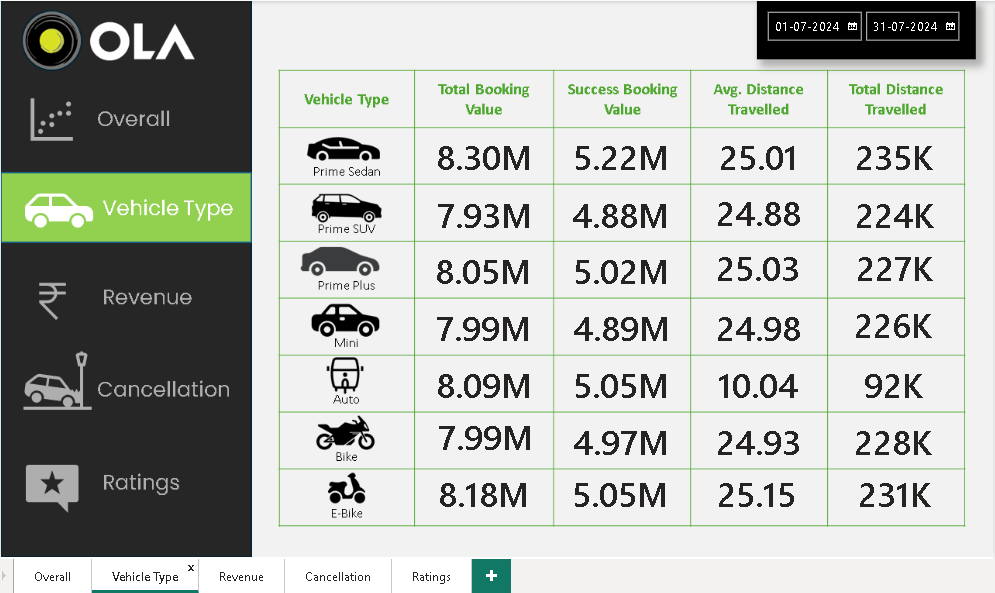 OLA
01-07-2024 31-07-2024
Overall
Vehicle Type
Revenue
Cancellation
Ratings
Vehicle Type Total Booking Value Success Booking Value Avg. Distance Travelled Total Distance Travelled
Prime Sedan 8.30M 5.22M 25.01 235K
Prime SUV 7.93M 4.88M 24.88 224K
Prime Plus 8.05M 5.02M 25.03 227K
Mini 7.99M 4.89M 24.98 226K
Auto 8.09M 5.05M 10.04 92K
Bike 7.99M 4.97M 24.93 228K
E-Bike 8.18M 5.05M 25.15 231K
Overall Vehicle Type x Revenue Cancellation Ratings +